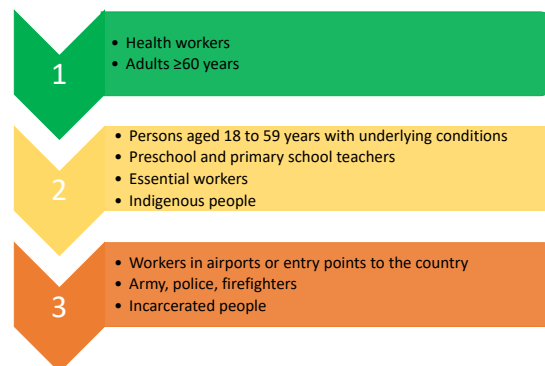 1
• Health workers
• Adults ≥60 years
2
• Persons aged 18 to 59 years with underlying conditions
• Preschool and primary school teachers
• Essential workers
• Indigenous people
3
• Workers in airports or entry points to the country
• Army, police, firefighters
• Incarcerated people